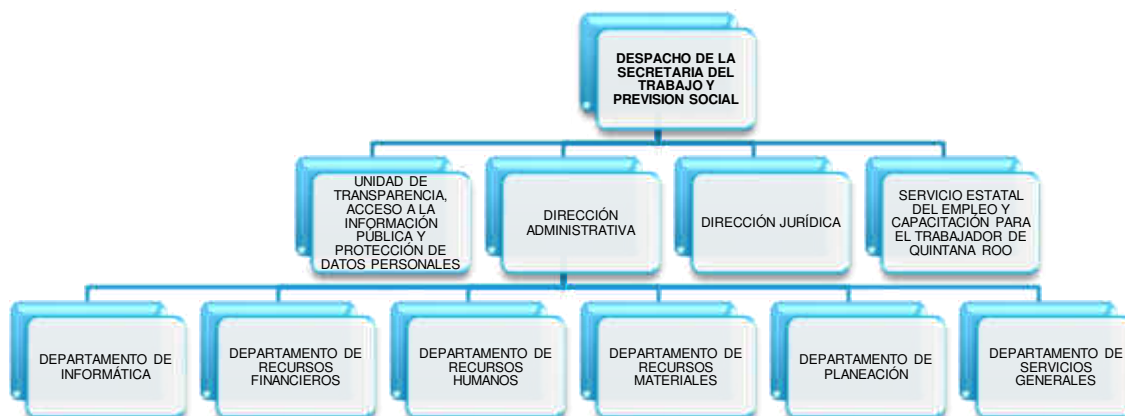 DESPACHO DE LA
SECRETARIA DEL
TRABAJO Y
PREVISION SOCIAL
UNIDAD DE
TRANSPARENCIA,
ACCESO A LA
INFORMACIÓN
PÚBLICA Y
PROTECCIÓN DE
DATOS PERSONALES
DIRECCIÓN
ADMINISTRATIVA
DIRECCIÓN JURÍDICA
SERVICIO ESTATAL
DEL EMPLEO Y
CAPACITACIÓN PARA
EL TRABAJADOR DE
QUINTANA ROO
DEPARTAMENTO DE
INFORMÁTICA
DEPARTAMENTO DE
RECURSOS
FINANCIEROS
DEPARTAMENTO DE
RECURSOS
HUMANOS
DEPARTAMENTO DE
RECURSOS
MATERIALES
DEPARTAMENTO DE
PLANEACIÓN
DEPARTAMENTO DE
SERVICIOS
GENERALES